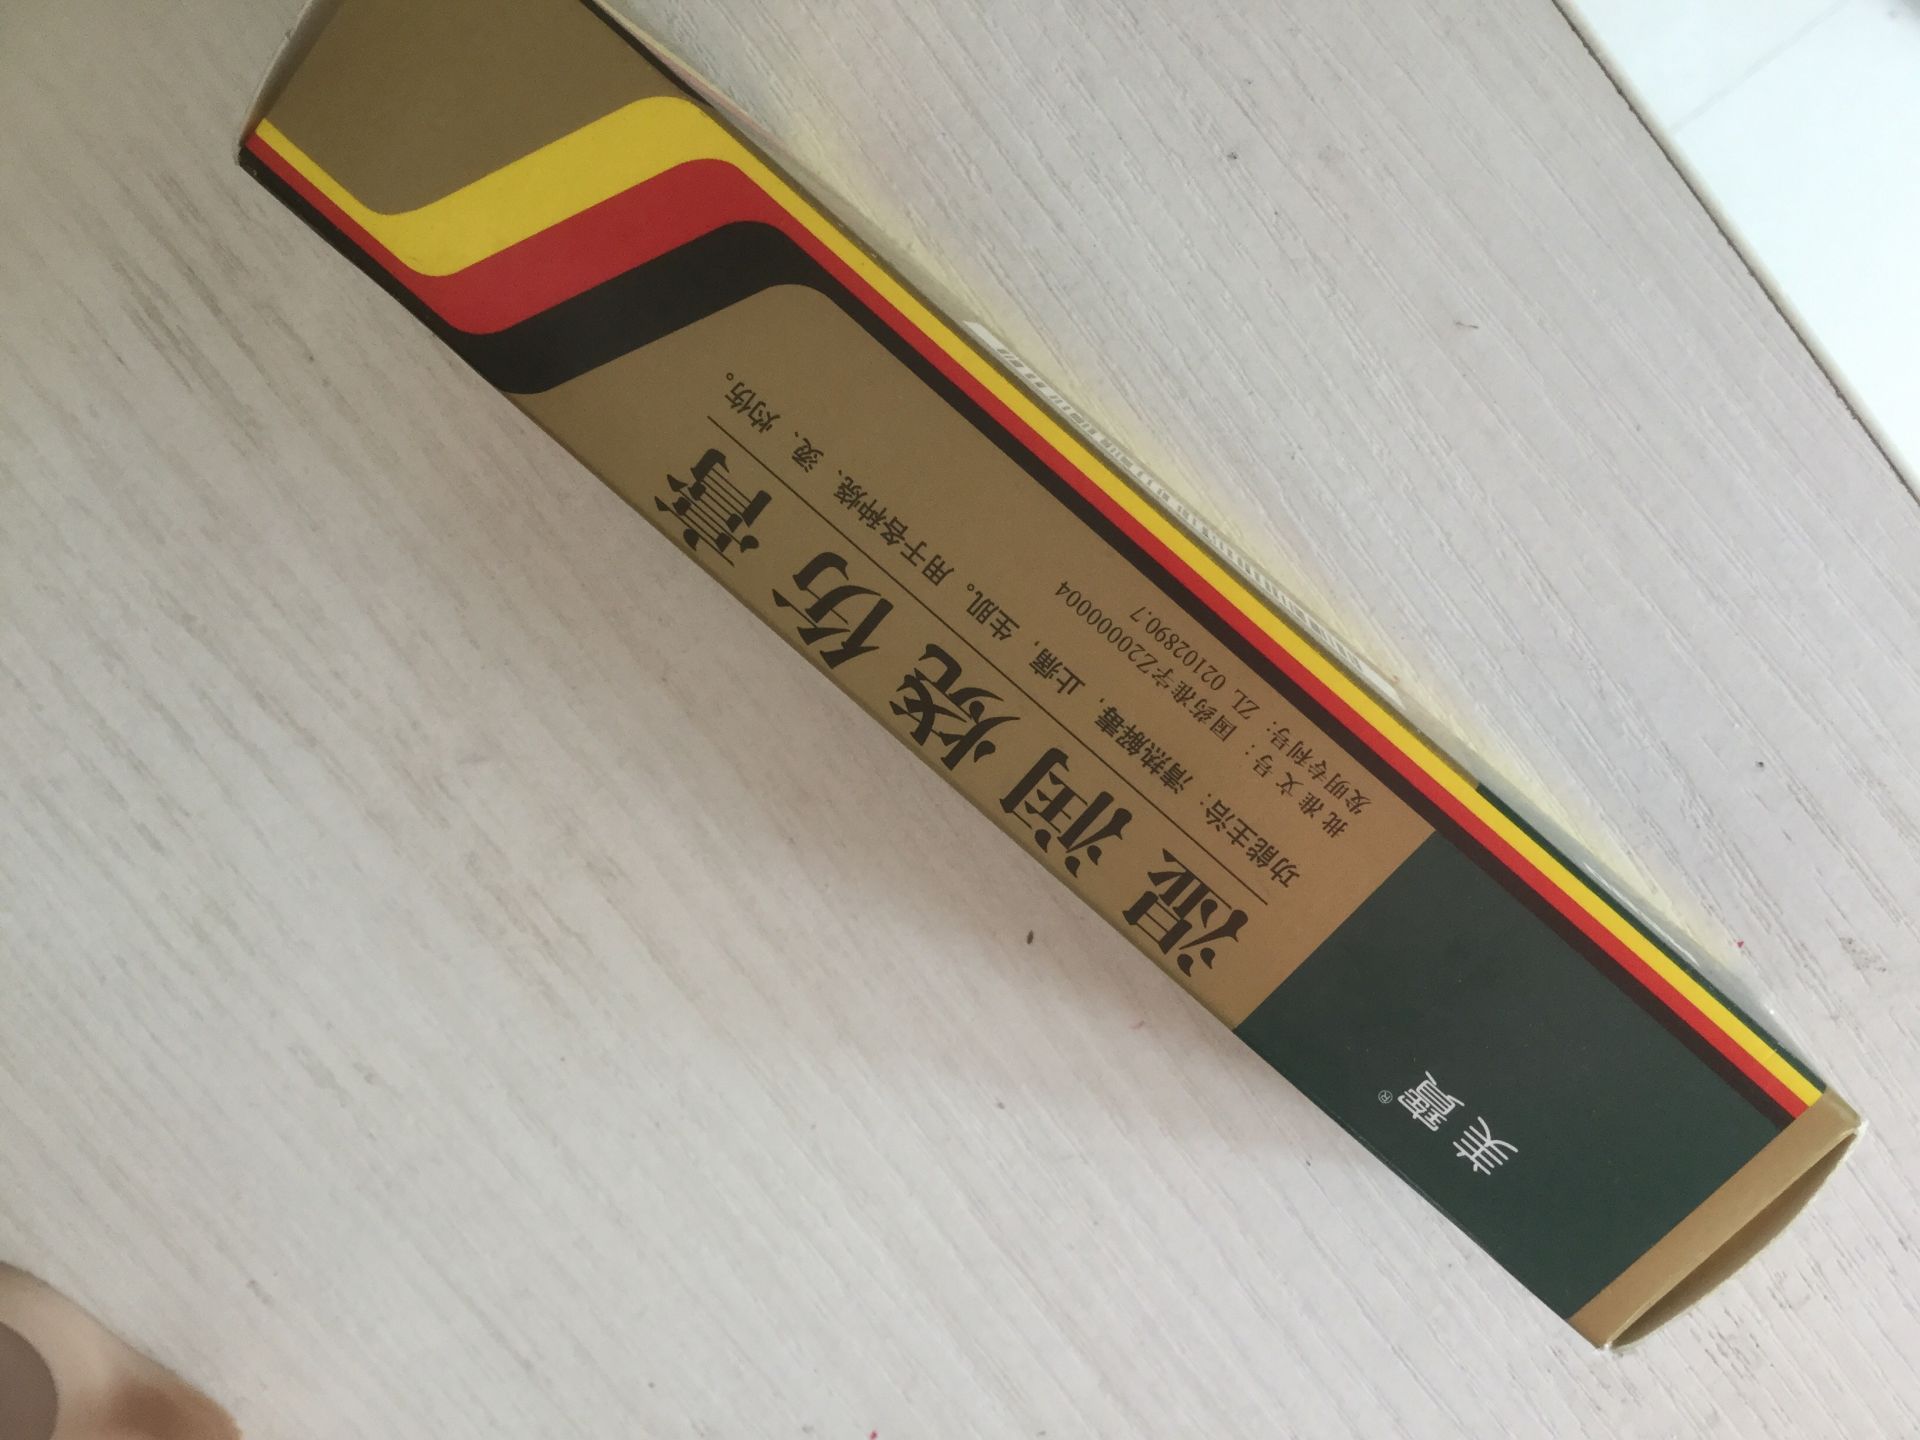 美寶®
湿润烧伤膏
功能主治：清热解毒，止痛，生肌。用于各种烧、烫、灼伤。
批准文号：国药准字Z20000004
发明专利号：ZL 02102890.7